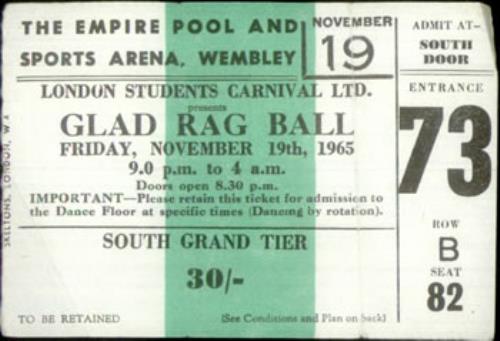 THE EMPIRE POOL AND
SPORTS ARENA, WEMBLEY
NOVEMBER
19
LONDON STUDENTS CARNIVAL LTD.
presents
GLAD RAG BALL
FRIDAY, NOVEMBER 19th, 1965
9.0 p.m. to 4 a.m.
Doors open 8.30 p.m.
IMPORTANT—Please retain this ticket for admission to
the Dance Floor at specific times (Dancing by rotation).
SOUTH GRAND TIER
30/-
TO BE RETAINED
(See Conditions and Plan on back)
ADMIT AT-
SOUTH
DOOR
ENTRANCE
73
ROW
B
SEAT
82
SKELTONS, LONDON, W